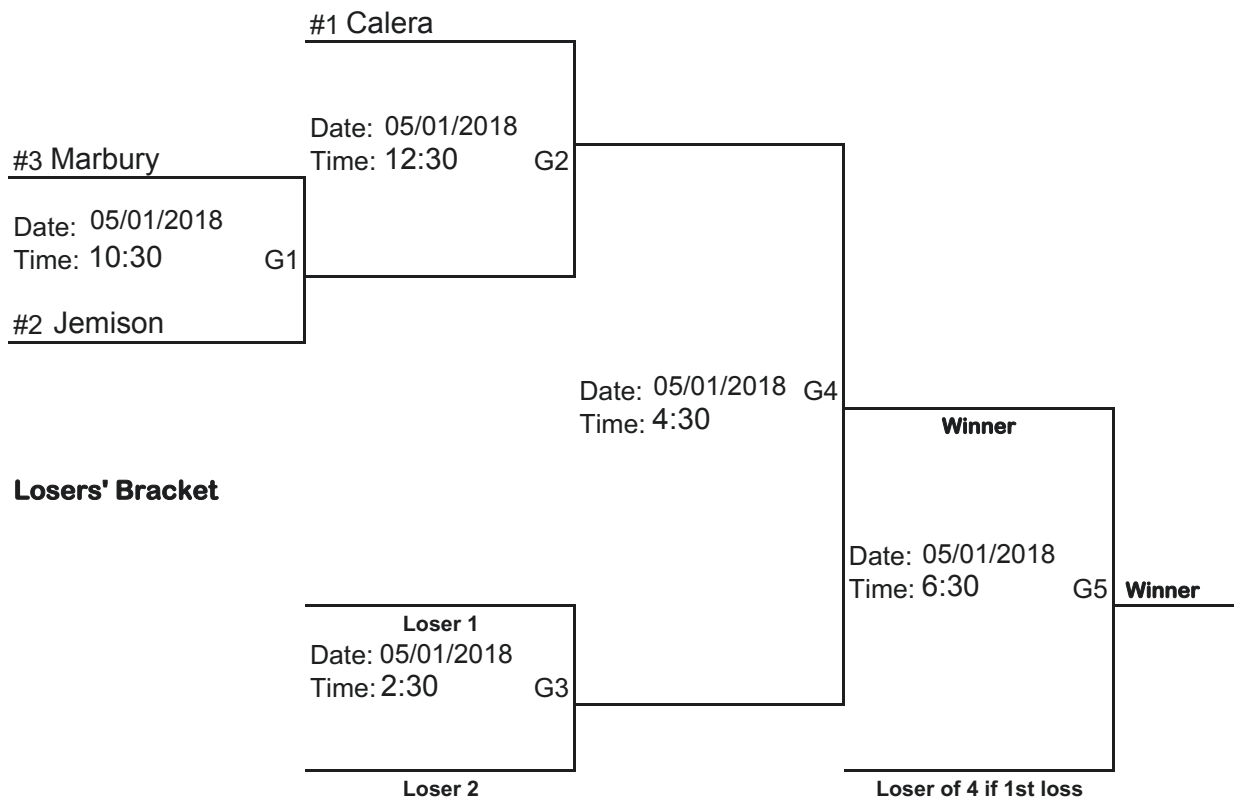 #1 Calera
Date: 05/01/2018
Time: 12:30 G2
#3 Marbury
Date: 05/01/2018
Time: 10:30 G1
#2 Jemison
Date: 05/01/2018 G4
Time: 4:30
Winner
Losers' Bracket
Date: 05/01/2018
Time: 6:30 G5 Winner
Loser 1
Date: 05/01/2018
Time: 2:30 G3
Loser 2
Loser of 4 if 1st loss